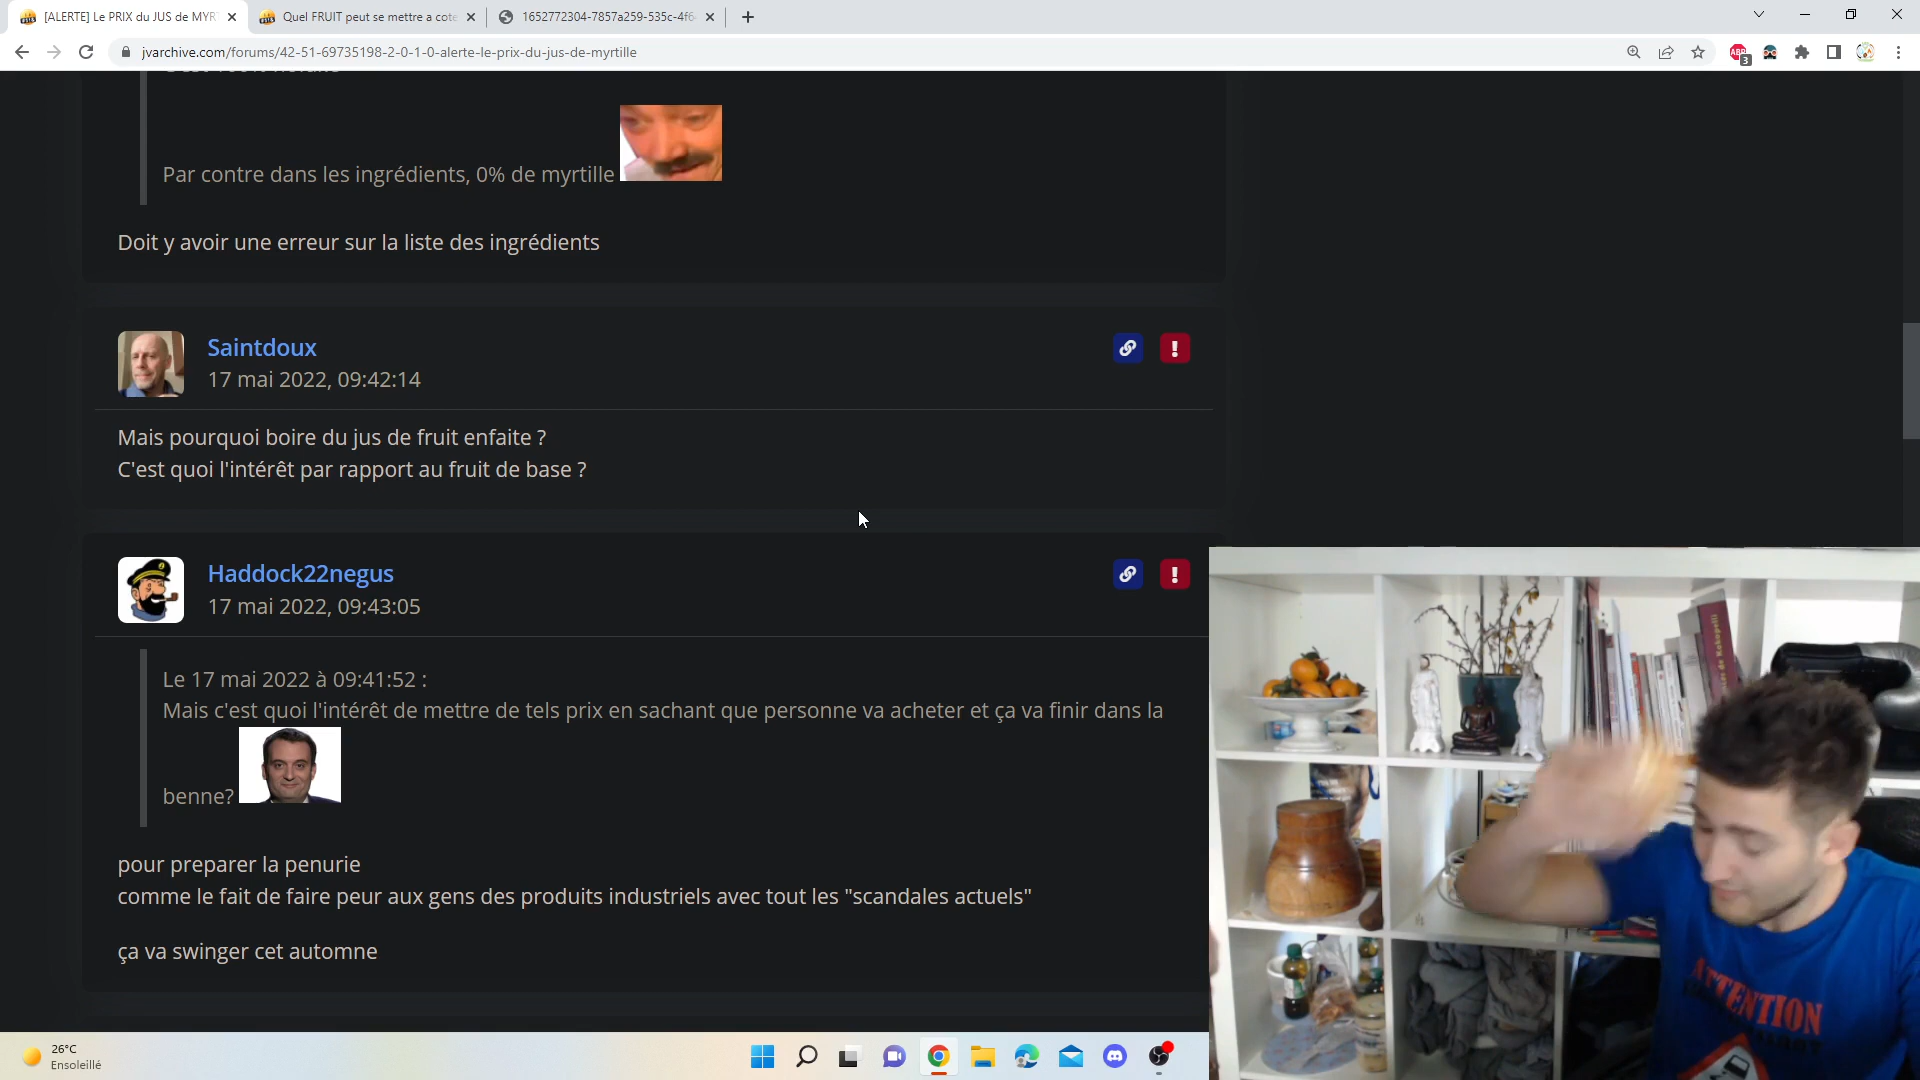 [ALERTE] Le PRIX du JUS de MYR
Quel FRUIT peut se mettre a cote
1652772304-7857a259-535c-4f6
jvarchive.com/forums/42-51-69735198-2-0-1-0-alerte-le-prix-du-jus-de-myrtille
ABP
3
Par contre dans les ingrédients, 0% de myrtille
Doit y avoir une erreur sur la liste des ingrédients
Saintdoux
17 mai 2022, 09:42:14
Mais pourquoi boire du jus de fruit enfaite ?
C'est quoi l'intérêt par rapport au fruit de base ?
Haddock22negus
17 mai 2022, 09:43:05
Le 17 mai 2022 à 09:41:52 :
Mais c'est quoi l'intérêt de mettre de tels prix en sachant que personne va acheter et ça va finir dans la
benne?
pour preparer la penurie
comme le fait de faire peur aux gens des produits industriels avec tout les "scandales actuels"
ça va swinger cet automne
ATTENTION
26°C
Ensoleillé